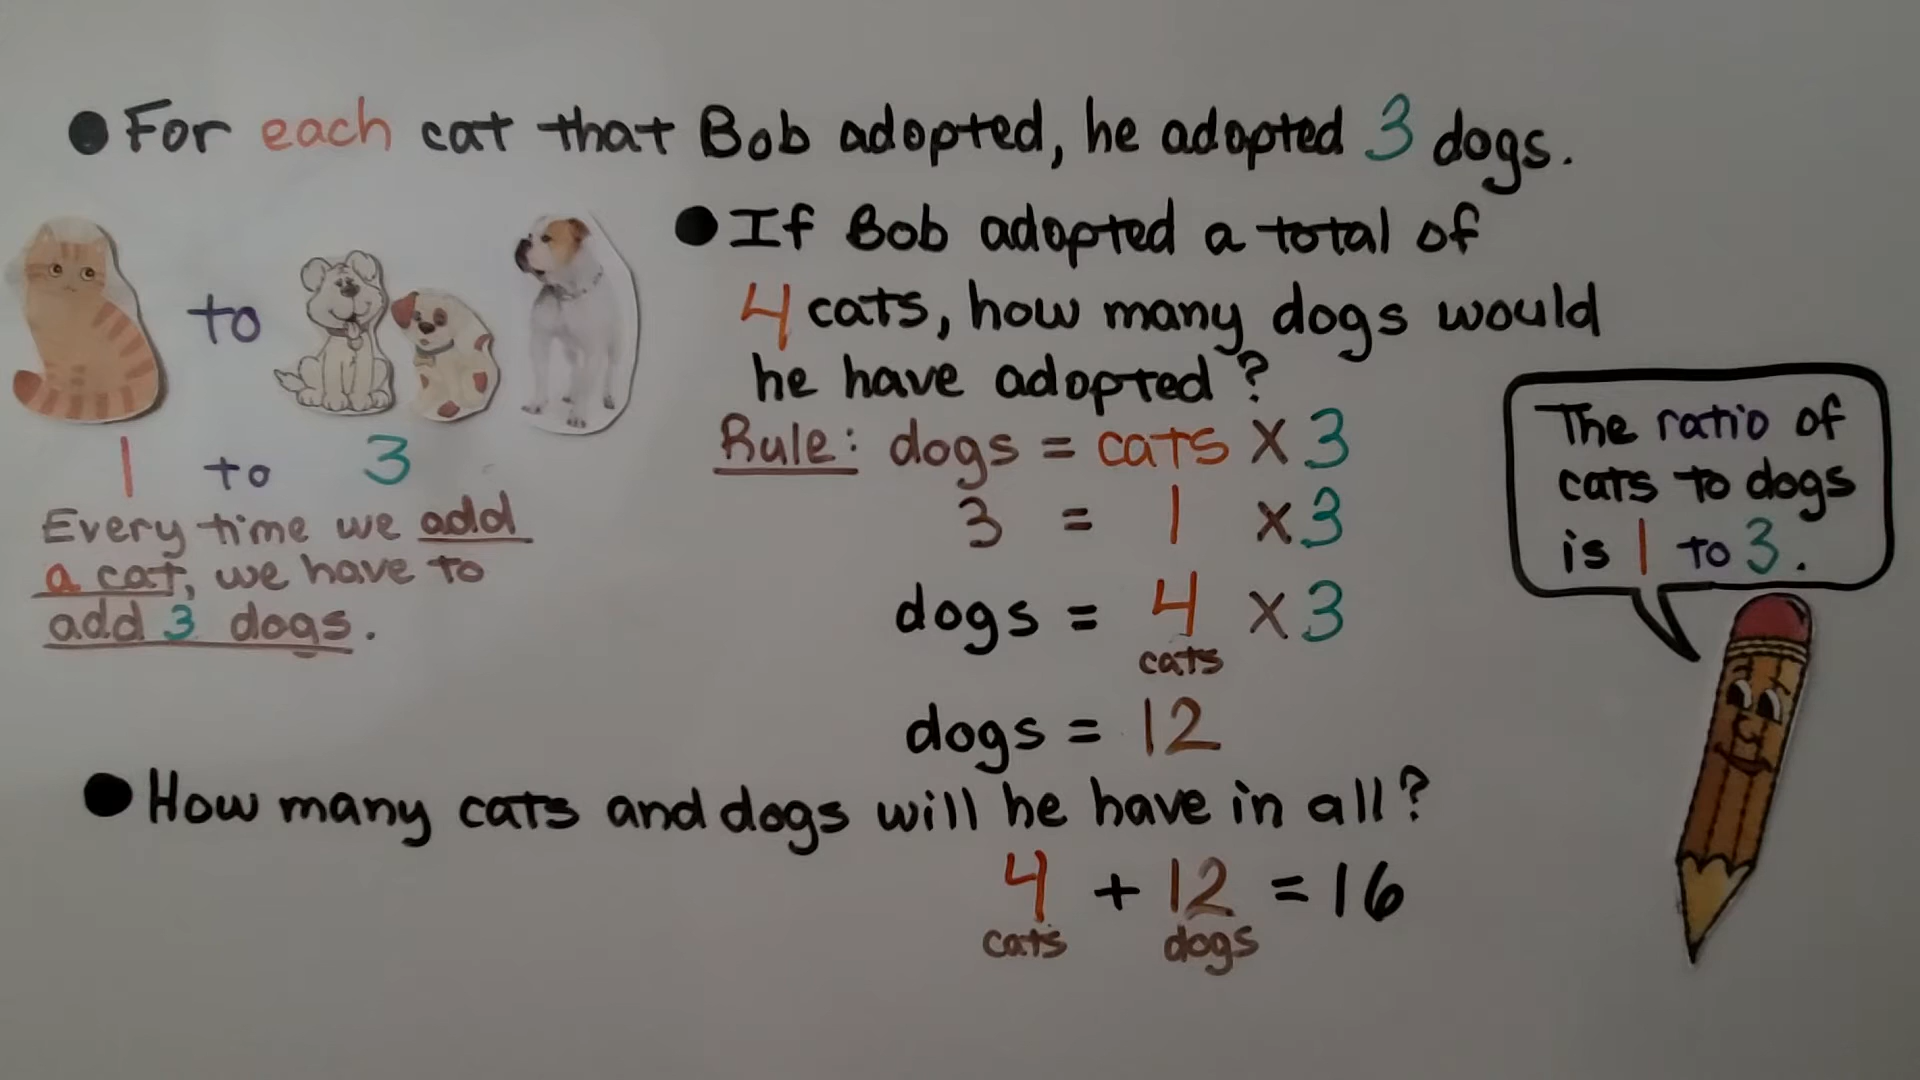 ● For each cat that Bob adopted, he adopted 3 dogs.
to
1 to 3
Every time we add
a cat, we have to
add 3 dogs.
● If Bob adopted a total of
4 cats, how many dogs would
he have adopted?
Rule: dogs = cats x 3
3 = 1 x 3
dogs = 4 x 3
cats
dogs = 12
The ratio of
cats to dogs
is 1 to 3.
● How many cats and dogs will he have in all?
4 + 12 = 16
cats dogs